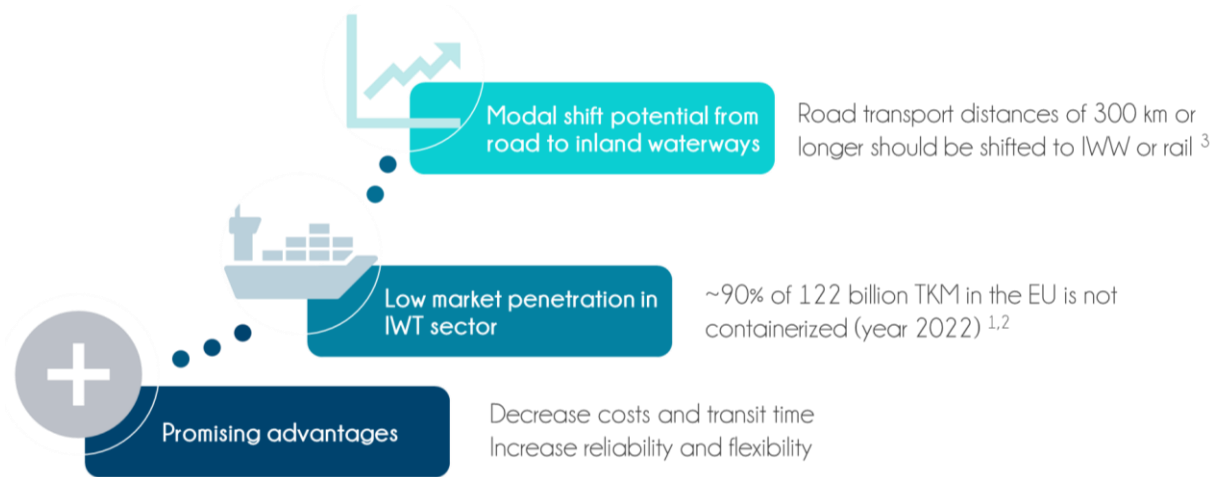 Modal shift potential from
road to inland waterways
Road transport distances of 300 km or
longer should be shifted to IWW or rail ³
Low market penetration in
IWT sector
~90% of 122 billion TKM in the EU is not
containerized (year 2022) ¹,²
Promising advantages
Decrease costs and transit time
Increase reliability and flexibility